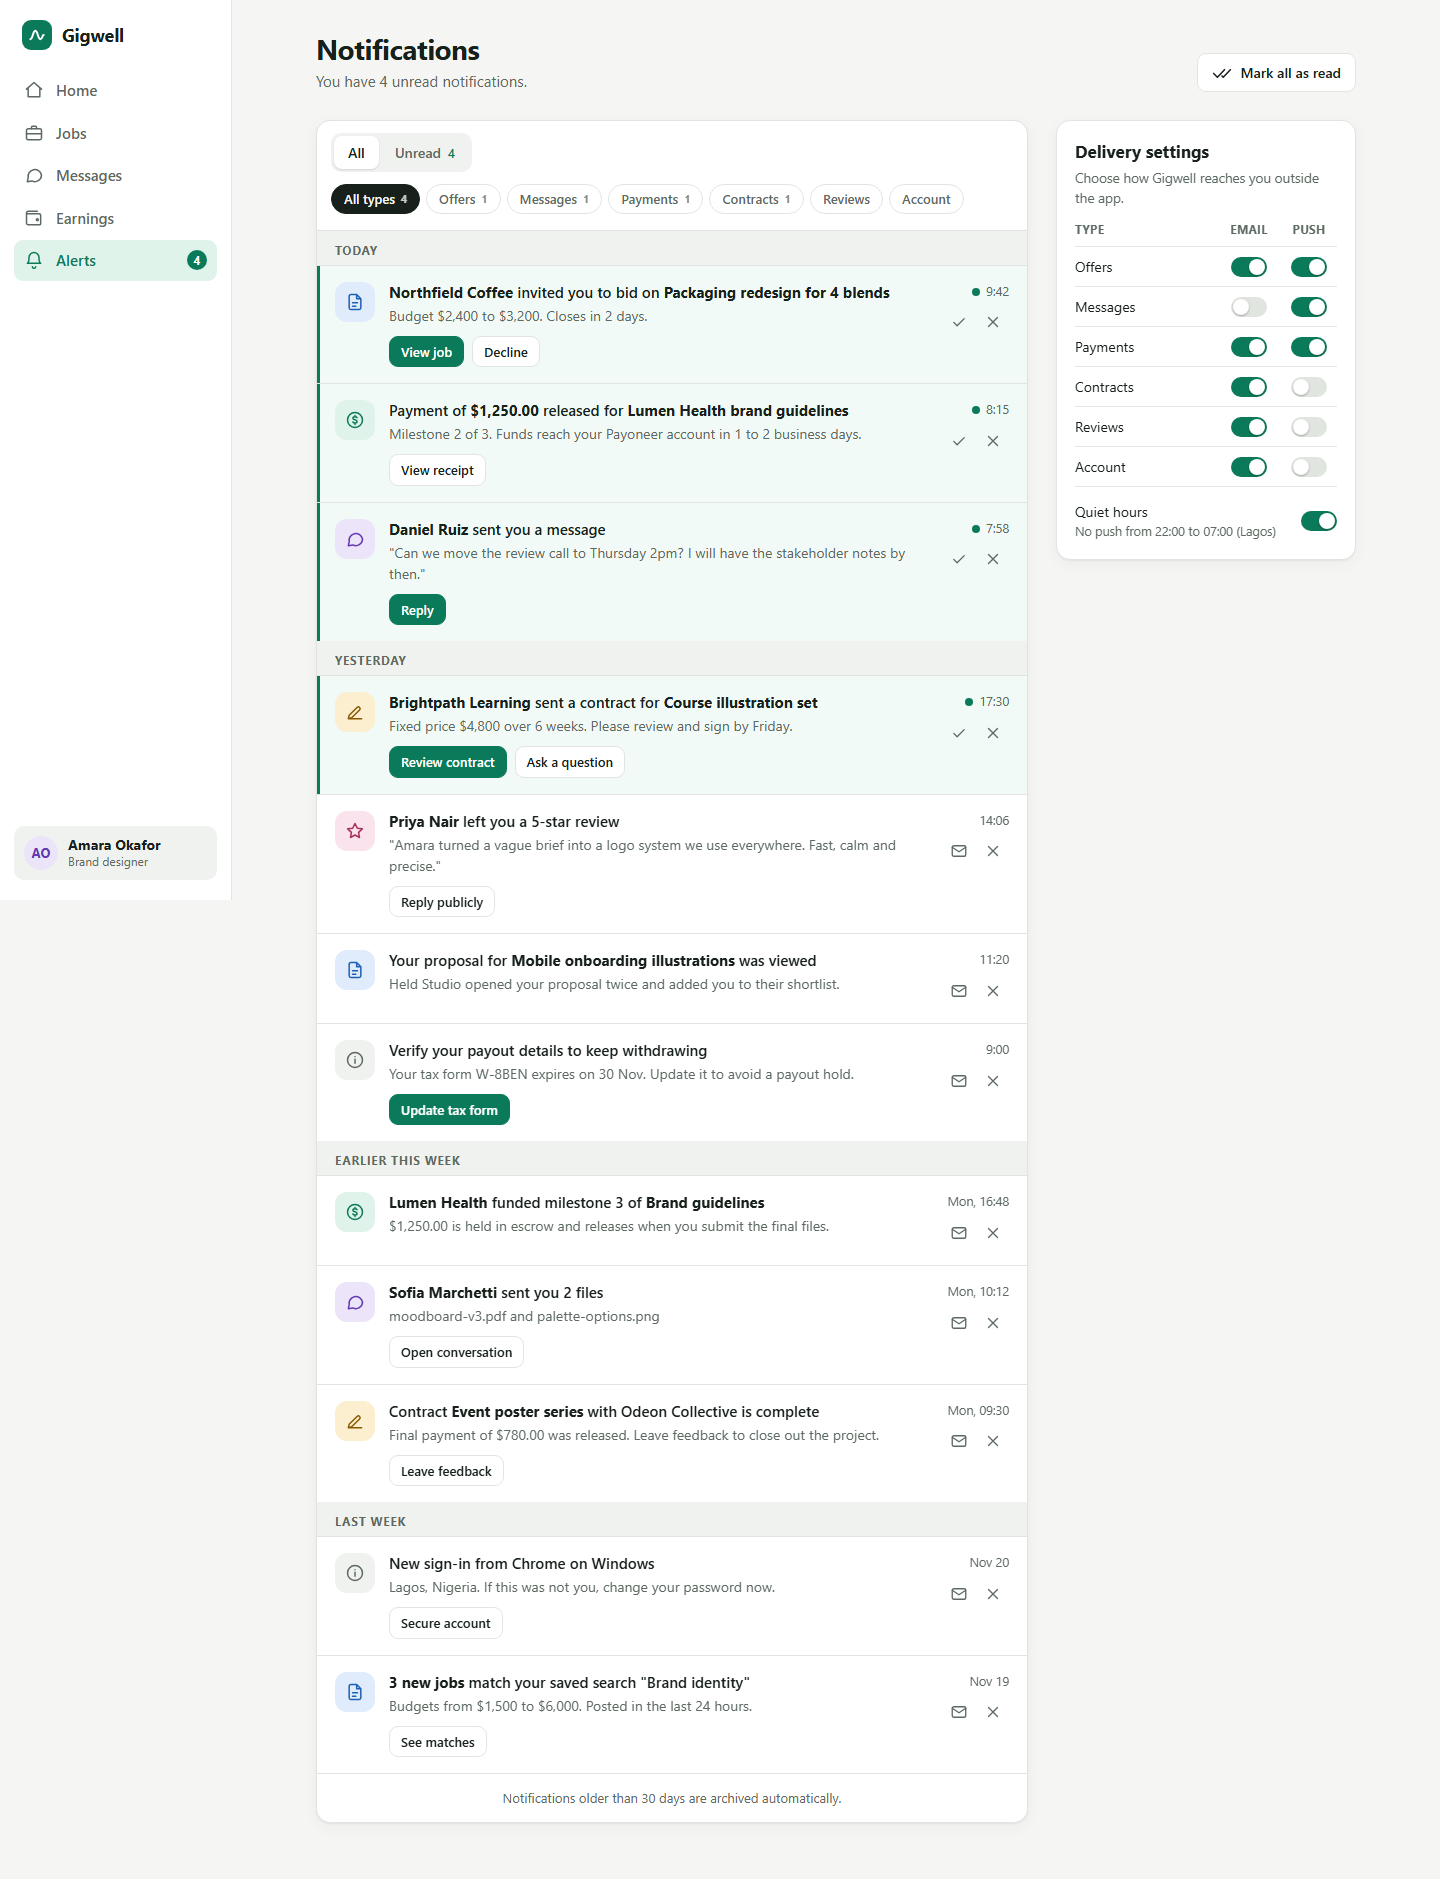 Gigwell
Home
Jobs
Messages
Earnings
Alerts 4
AO
Amara Okafor
Brand designer
Notifications
You have 4 unread notifications.
Mark all as read
All
Unread 4
All types 4
Offers 1
Messages 1
Payments 1
Contracts 1
Reviews
Account
TODAY
Northfield Coffee invited you to bid on Packaging redesign for 4 blends
9:42
Budget $2,400 to $3,200. Closes in 2 days.
View job
Decline
Payment of $1,250.00 released for Lumen Health brand guidelines
8:15
Milestone 2 of 3. Funds reach your Payoneer account in 1 to 2 business days.
View receipt
Daniel Ruiz sent you a message
7:58
"Can we move the review call to Thursday 2pm? I will have the stakeholder notes by
then."
Reply
YESTERDAY
Brightpath Learning sent a contract for Course illustration set
17:30
Fixed price $4,800 over 6 weeks. Please review and sign by Friday.
Review contract
Ask a question
Priya Nair left you a 5-star review
14:06
"Amara turned a vague brief into a logo system we use everywhere. Fast, calm and
precise."
Reply publicly
Your proposal for Mobile onboarding illustrations was viewed
11:20
Held Studio opened your proposal twice and added you to their shortlist.
Verify your payout details to keep withdrawing
9:00
Your tax form W-8BEN expires on 30 Nov. Update it to avoid a payout hold.
Update tax form
EARLIER THIS WEEK
Lumen Health funded milestone 3 of Brand guidelines
Mon, 16:48
$1,250.00 is held in escrow and releases when you submit the final files.
Sofia Marchetti sent you 2 files
Mon, 10:12
moodboard-v3.pdf and palette-options.png
Open conversation
Contract Event poster series with Odeon Collective is complete
Mon, 09:30
Final payment of $780.00 was released. Leave feedback to close out the project.
Leave feedback
LAST WEEK
New sign-in from Chrome on Windows
Nov 20
Lagos, Nigeria. If this was not you, change your password now.
Secure account
3 new jobs match your saved search "Brand identity"
Nov 19
Budgets from $1,500 to $6,000. Posted in the last 24 hours.
See matches
Notifications older than 30 days are archived automatically.
Delivery settings
Choose how Gigwell reaches you outside
the app.
TYPE EMAIL PUSH
Offers
Messages
Payments
Contracts
Reviews
Account
Quiet hours
No push from 22:00 to 07:00 (Lagos)